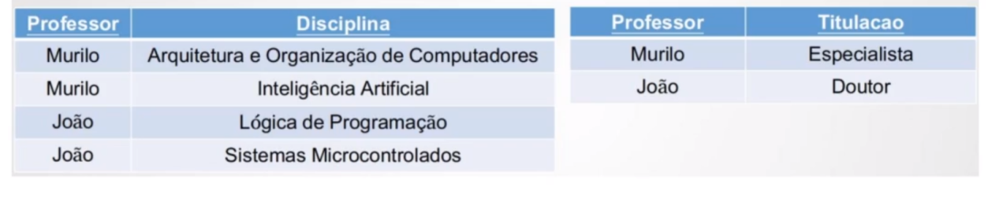 Professor Disciplina
Murilo Arquitetura e Organização de Computadores
Murilo Inteligência Artificial
João Lógica de Programação
João Sistemas Microcontrolados
Professor Titulacao
Murilo Especialista
João Doutor